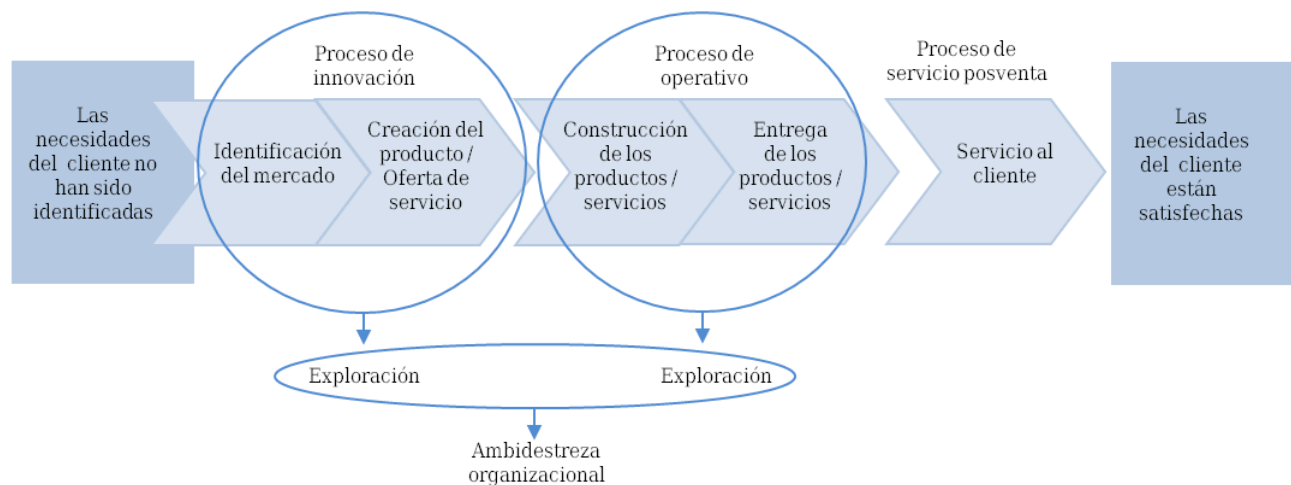 Las
necesidades
del cliente no
han sido
identificadas
Proceso de
innovación
Identificación
del mercado
Creación del
producto /
Oferta de
servicio
Proceso de
operativo
Construcción
de los
productos /
servicios
Entrega
de los
productos /
servicios
Proceso de
servicio posventa
Servicio al
cliente
Las
necesidades
del cliente
están
satisfechas
Exploración
Exploración
Ambidestreza
organizacional